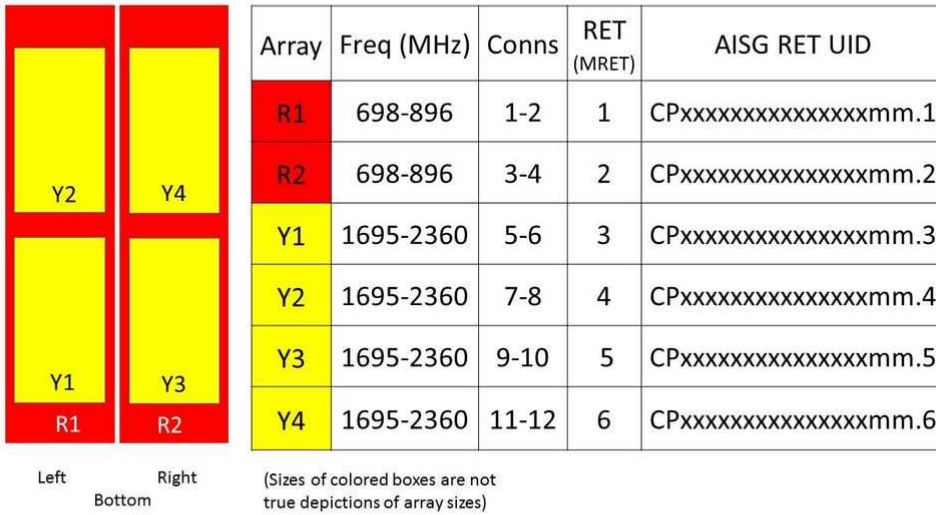 Y2 Y4
Y1 Y3
R1 R2
Left Right
Bottom
Array Freq (MHz) Conns RET (MRET) AISG RET UID
R1 698-896 1-2 1 CPxxxxxxxxxxxxxxxmm.1
R2 698-896 3-4 2 CPxxxxxxxxxxxxxxxmm.2
Y1 1695-2360 5-6 3 CPxxxxxxxxxxxxxxxmm.3
Y2 1695-2360 7-8 4 CPxxxxxxxxxxxxxxxmm.4
Y3 1695-2360 9-10 5 CPxxxxxxxxxxxxxxxmm.5
Y4 1695-2360 11-12 6 CPxxxxxxxxxxxxxxxmm.6
(Sizes of colored boxes are not
true depictions of array sizes)